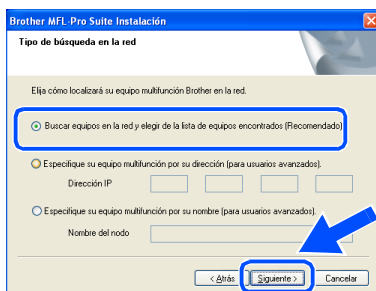 Brother MFL-Pro Suite Instalación
Tipo de búsqueda en la red
Elija cómo localizará su equipo multifunción Brother en la red.
Buscar equipos en la red y elegir de la lista de equipos encontrados (Recomendado)
Especifique su equipo multifunción por su dirección (para usuarios avanzados).
Dirección IP
Especifique su equipo multifunción por su nombre (para usuarios avanzados).
Nombre del nodo
< Atrás Siguiente > Cancelar